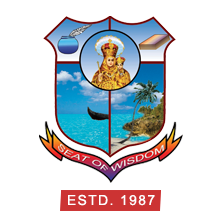 SEAT OF WISDOM
ESTD. 1987